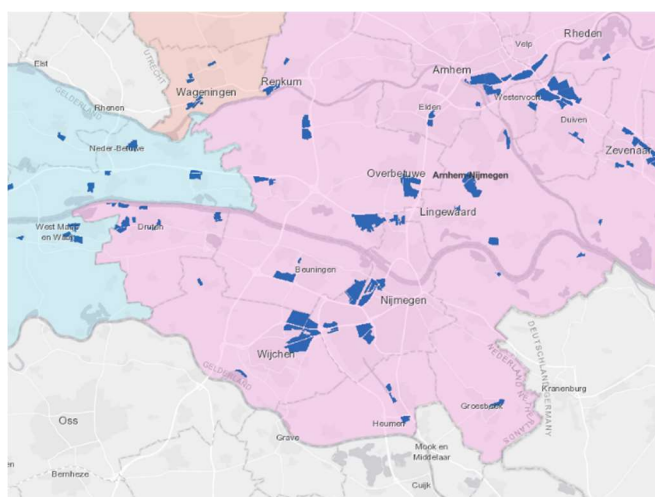 Rheden
Velp
Elst
UTRECHT
Arnhem
Wageningen
Renkum
GELDERLAND
Westervoort
Rhenen
Elden
Duiven
Neder-Betuwe
Zevenaar
Overbetuwe
Arnhem-Nijmegen
Lingewaard
West Maas
en Waal
Druten
Beuningen
Nijmegen
Wijchen
DEUTSCHLAND/GERMANY
NEDERLAND/NETHERLANDS
GELDERLAND
Kranenburg
Groesbeek
Oss
Heumen
Grave
Mook en
Middelaar
Bernheze
Cuijk